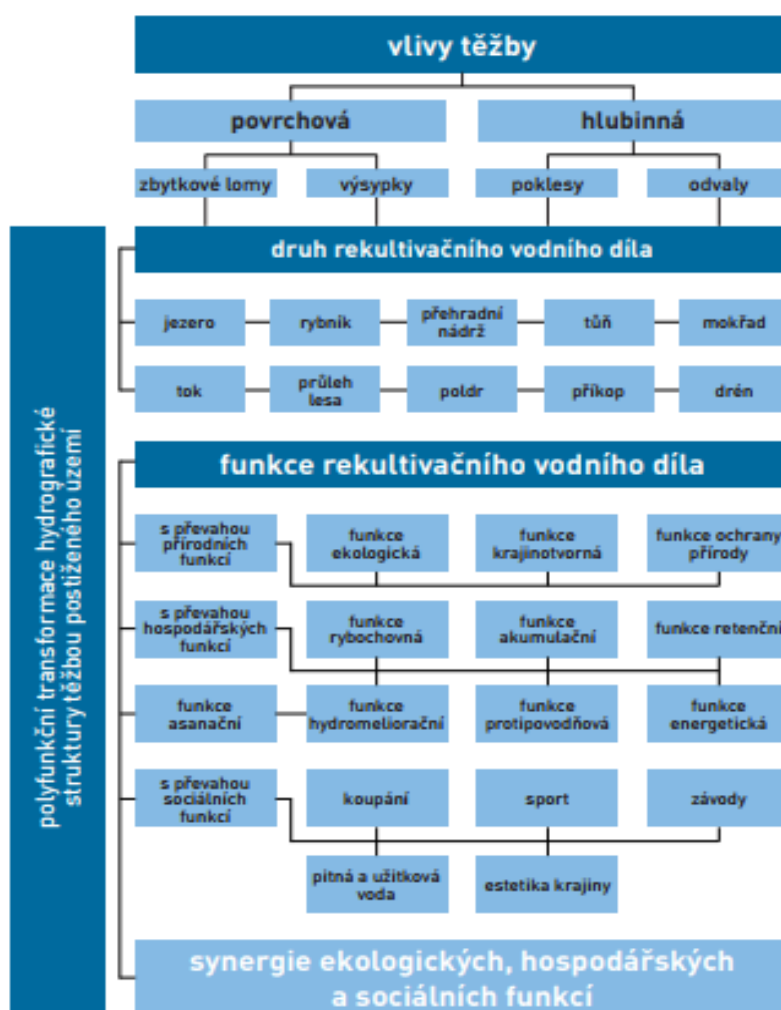 vlivy těžby
povrchová
hlubinná
zbytkové lomy
výsypky
poklesy
odvaly
polyfunkční transformace hydrografické
struktury těžbou postiženého území
druh rekultivačního vodního díla
jezero
rybník
přehradní
nádrž
tůň
mokřad
tok
průleh
lesa
poldr
příkop
drén
funkce rekultivačního vodního díla
s převahou
přírodních
funkcí
funkce
ekologická
funkce
krajinotvorná
funkce ochrany
přírody
s převahou
hospodářských
funkcí
funkce
rybochovná
funkce
akumulační
funkce retenční
funkce
asanační
funkce
hydromeliorační
funkce
protipovodňová
funkce
energetická
s převahou
sociálních
funkcí
koupání
sport
závody
pitná a užitková
voda
estetika krajiny
synergie ekologických, hospodářských
a sociálních funkcí